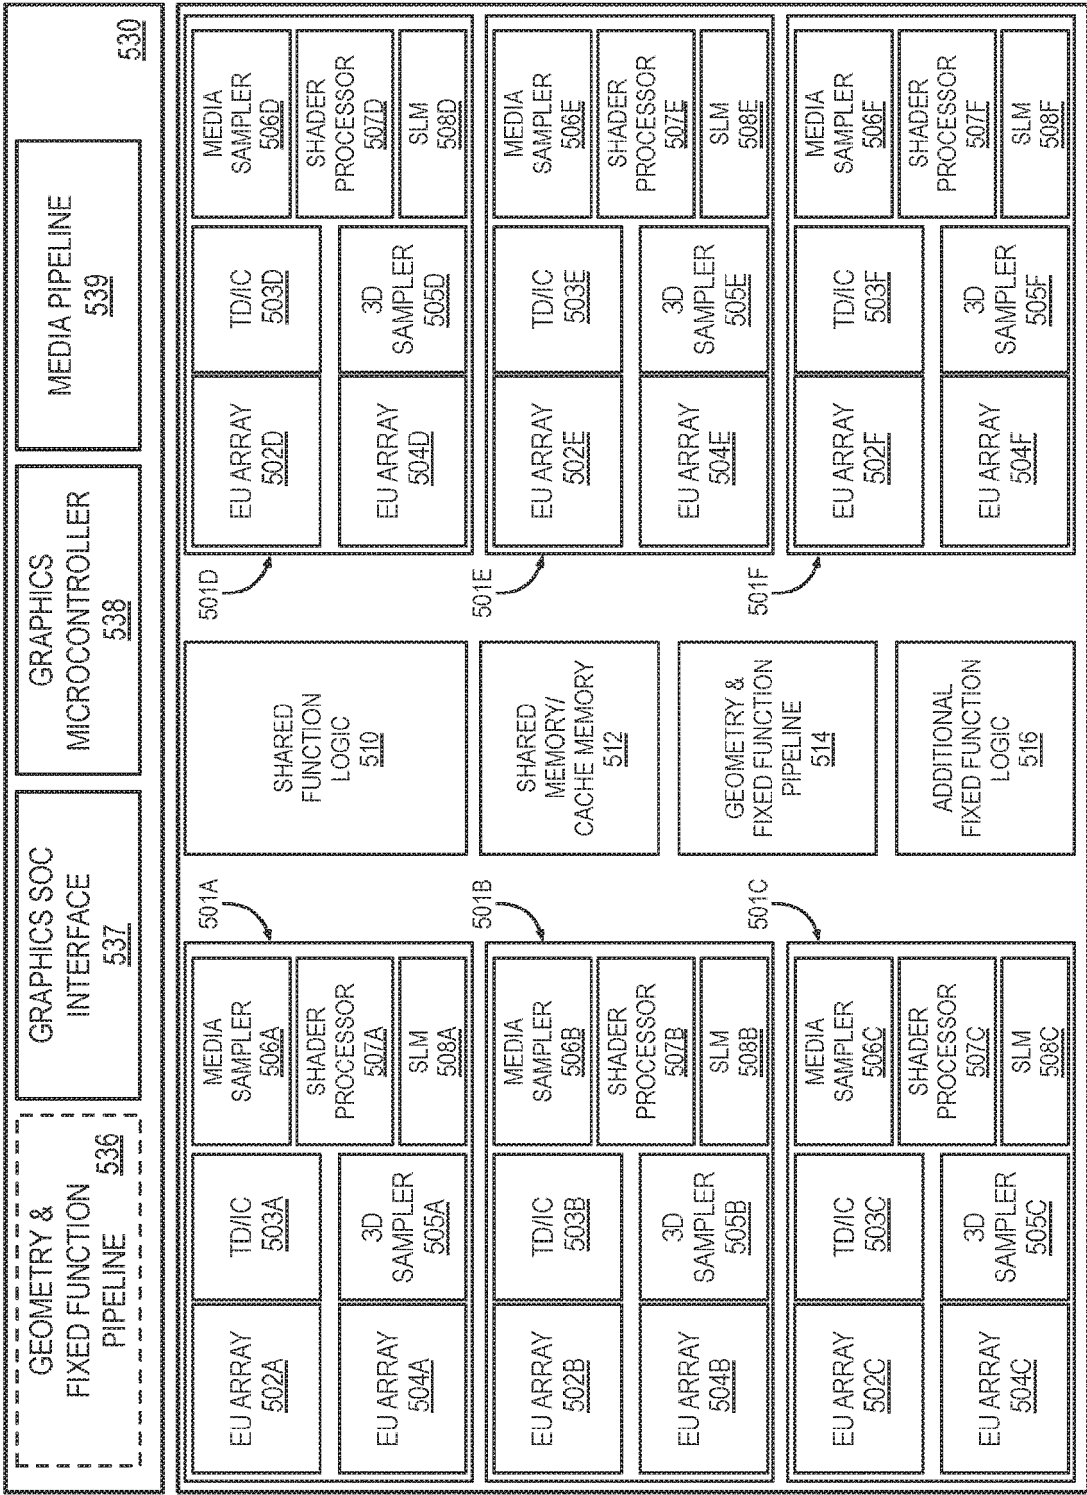 GEOMETRY &
FIXED FUNCTION
PIPELINE
536
GRAPHICS SOC
INTERFACE
537
GRAPHICS
MICROCONTROLLER
538
MEDIA PIPELINE
539
530
EU ARRAY
502A
TD/IC
503A
MEDIA
SAMPLER
506A
SHADER
PROCESSOR
507A
EU ARRAY
504A
3D
SAMPLER
505A
SLM
508A
501A
SHARED
FUNCTION
LOGIC
510
501D
EU ARRAY
502D
TD/IC
503D
MEDIA
SAMPLER
506D
SHADER
PROCESSOR
507D
EU ARRAY
504D
3D
SAMPLER
505D
SLM
508D
EU ARRAY
502B
TD/IC
503B
MEDIA
SAMPLER
506B
SHADER
PROCESSOR
507B
EU ARRAY
504B
3D
SAMPLER
505B
SLM
508B
501B
SHARED
MEMORY/
CACHE MEMORY
512
501E
EU ARRAY
502E
TD/IC
503E
MEDIA
SAMPLER
506E
SHADER
PROCESSOR
507E
EU ARRAY
504E
3D
SAMPLER
505E
SLM
508E
GEOMETRY &
FIXED FUNCTION
PIPELINE
514
EU ARRAY
502C
TD/IC
503C
MEDIA
SAMPLER
506C
SHADER
PROCESSOR
507C
EU ARRAY
504C
3D
SAMPLER
505C
SLM
508C
501C
ADDITIONAL
FIXED FUNCTION
LOGIC
516
501F
EU ARRAY
502F
TD/IC
503F
MEDIA
SAMPLER
506F
SHADER
PROCESSOR
507F
EU ARRAY
504F
3D
SAMPLER
505F
SLM
508F